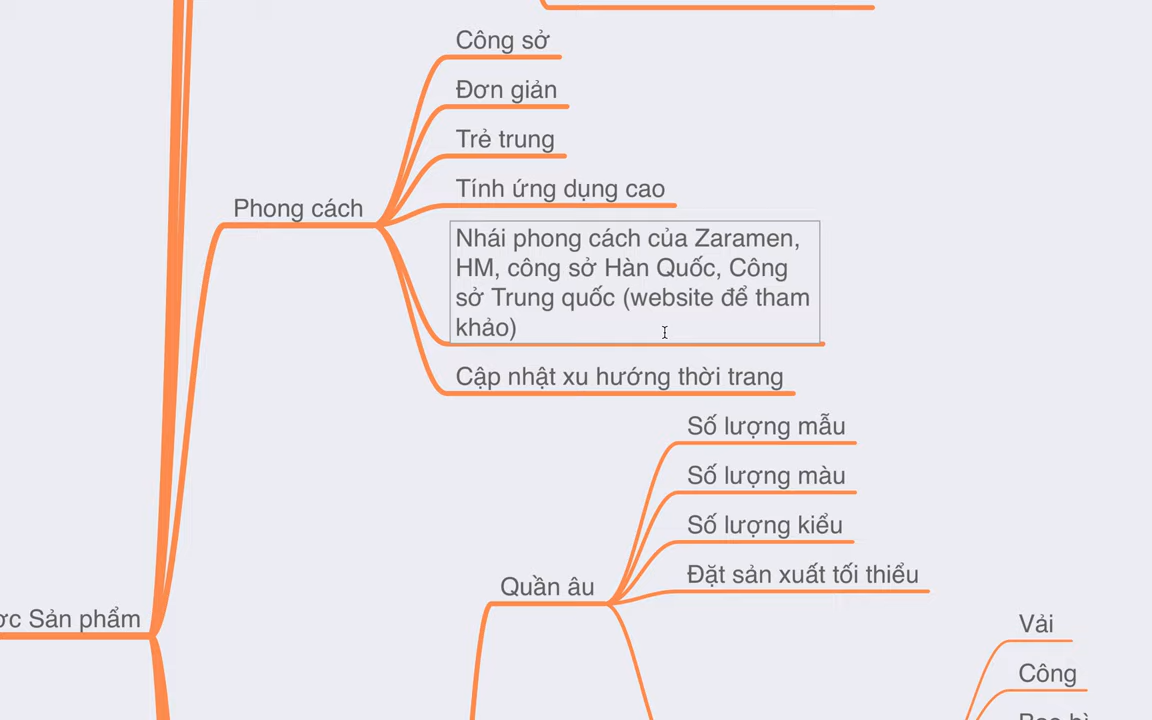 Công sở
Đơn giản
Trẻ trung
Tính ứng dụng cao
Phong cách
Nhái phong cách của Zaramen,
HM, công sở Hàn Quốc, Công
sở Trung quốc (website để tham
khảo)
Cập nhật xu hướng thời trang
Số lượng mẫu
Số lượng màu
Số lượng kiểu
Đặt sản xuất tối thiểu
Quần âu
Sản phẩm
Vải
Công